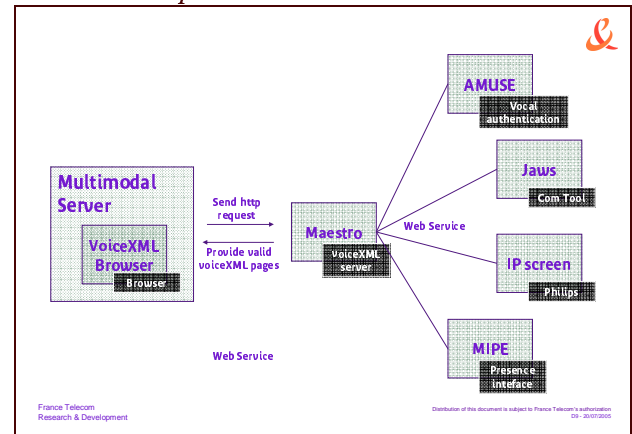 AMUSE
Vocal
authentication
Jaws
Com Tool
Multimodal
Server
VoiceXML
Browser
Browser
Send http
request
Provide valid
voiceXML pages
Maestro
VoiceXML
server
Web Service
IP screen
Philips
MIPE
Presence
inteface
Web Service
France Telecom
Research & Development
Distribution of this document is subject to France Telecom's authorization
D9 - 20/07/2005